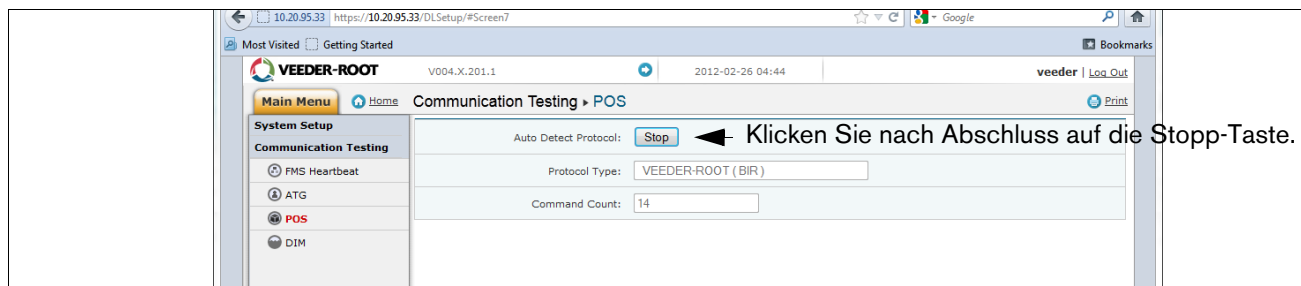 10.20.95.33 https://10.20.95.33/DLSetup/#Screen7 Google
Most Visited Getting Started Bookmarks
VEEDER-ROOT V004.X.201.1 2012-02-26 04:44 veeder | Log Out
Main Menu Home Communication Testing ▸ POS Print
System Setup
Communication Testing
FMS Heartbeat
ATG
POS
DIM
Auto Detect Protocol: Stop Klicken Sie nach Abschluss auf die Stopp-Taste.
Protocol Type: VEEDER-ROOT ( BIR )
Command Count: 14